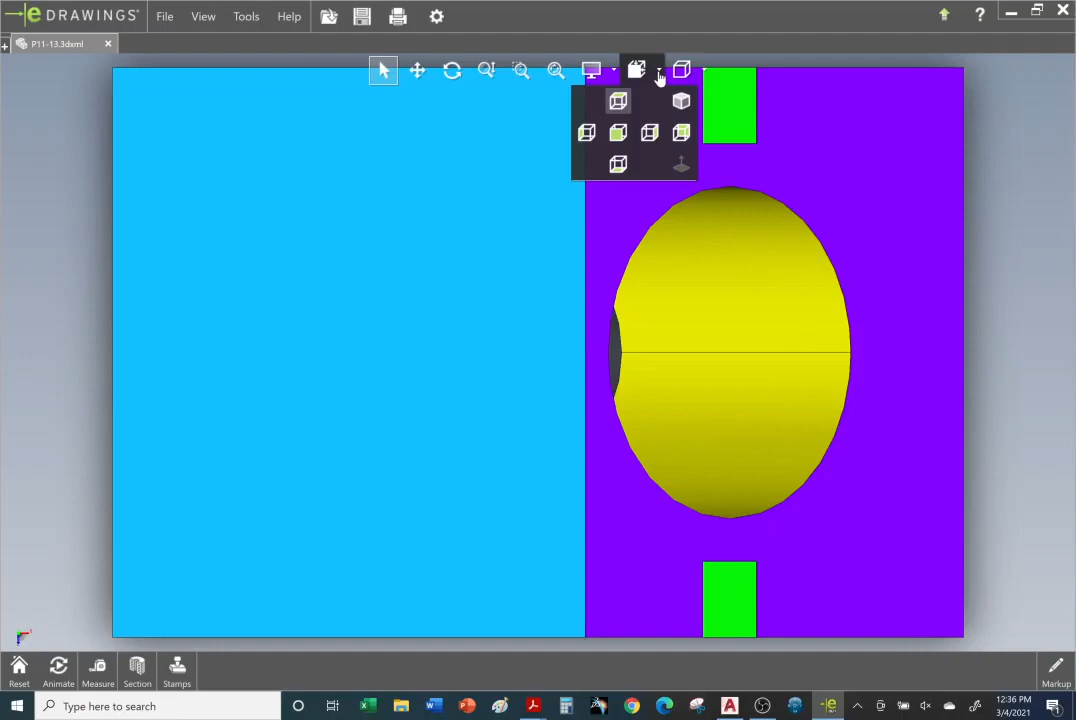 eDRAWINGS® File View Tools Help ?
P11-13.3dxml
Reset Animate Measure Section Stamps Markup
Type here to search
12:36 PM
3/4/2021